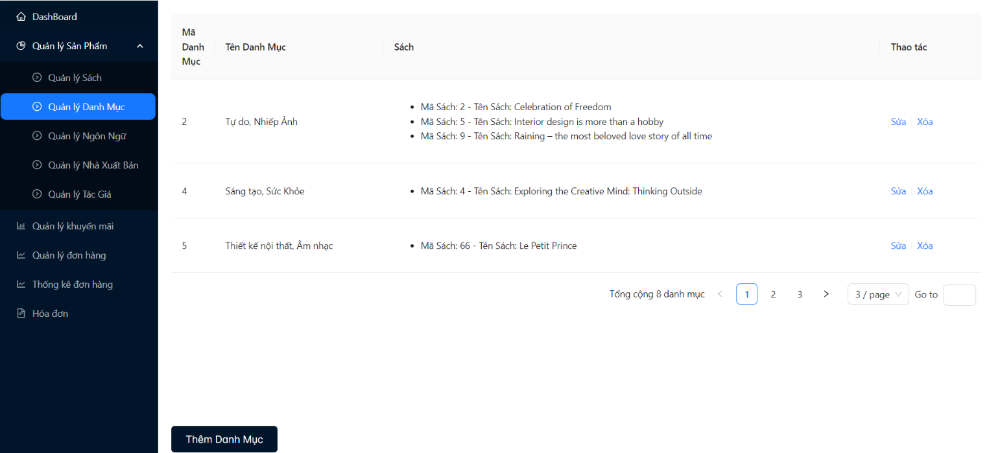 DashBoard
Quản lý Sản Phẩm
Quản lý Sách
Quản lý Danh Mục
Quản lý Ngôn Ngữ
Quản lý Nhà Xuất Bản
Quản lý Tác Giả
Quản lý khuyến mãi
Quản lý đơn hàng
Thống kê đơn hàng
Hóa đơn
Mã
Danh
Mục
Tên Danh Mục
Sách
Thao tác
2
Tự do, Nhiếp Ảnh
Mã Sách: 2 - Tên Sách: Celebration of Freedom
Mã Sách: 5 - Tên Sách: Interior design is more than a hobby
Mã Sách: 9 - Tên Sách: Raining – the most beloved love story of all time
Sửa Xóa
4
Sáng tạo, Sức Khỏe
Mã Sách: 4 - Tên Sách: Exploring the Creative Mind: Thinking Outside
Sửa Xóa
5
Thiết kế nội thất, Âm nhạc
Mã Sách: 66 - Tên Sách: Le Petit Prince
Sửa Xóa
Tổng cộng 8 danh mục < 1 2 3 > 3 / page Go to
Thêm Danh Mục